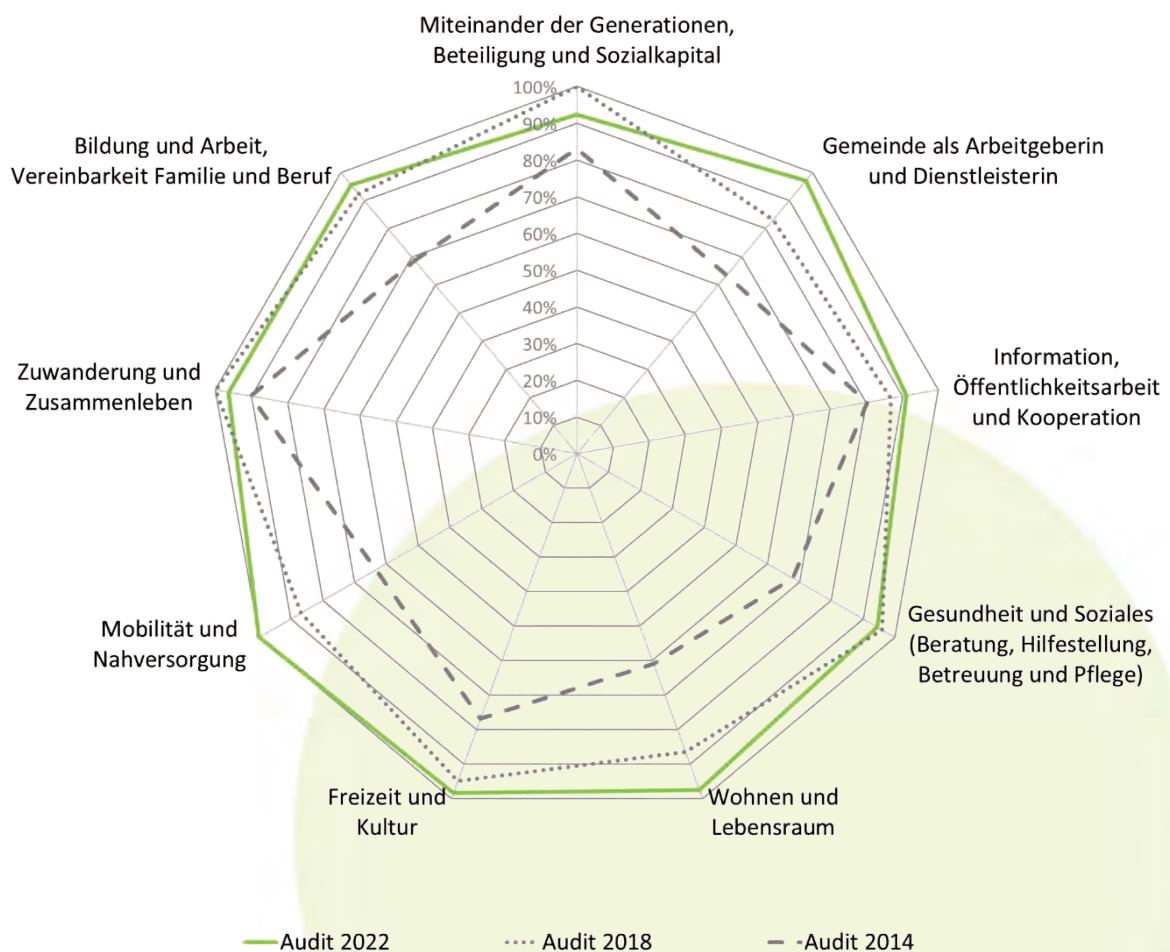 Miteinander der Generationen,
Beteiligung und Sozialkapital
100%
90%
80%
70%
60%
50%
40%
30%
20%
10%
0%
Gemeinde als Arbeitgeberin
und Dienstleisterin
Information,
Öffentlichkeitsarbeit
und Kooperation
Gesundheit und Soziales
(Beratung, Hilfestellung,
Betreuung und Pflege)
Wohnen und
Lebensraum
Freizeit und
Kultur
Mobilität und
Nahversorgung
Zuwanderung und
Zusammenleben
Bildung und Arbeit,
Vereinbarkeit Familie und Beruf
Audit 2022
Audit 2018
Audit 2014